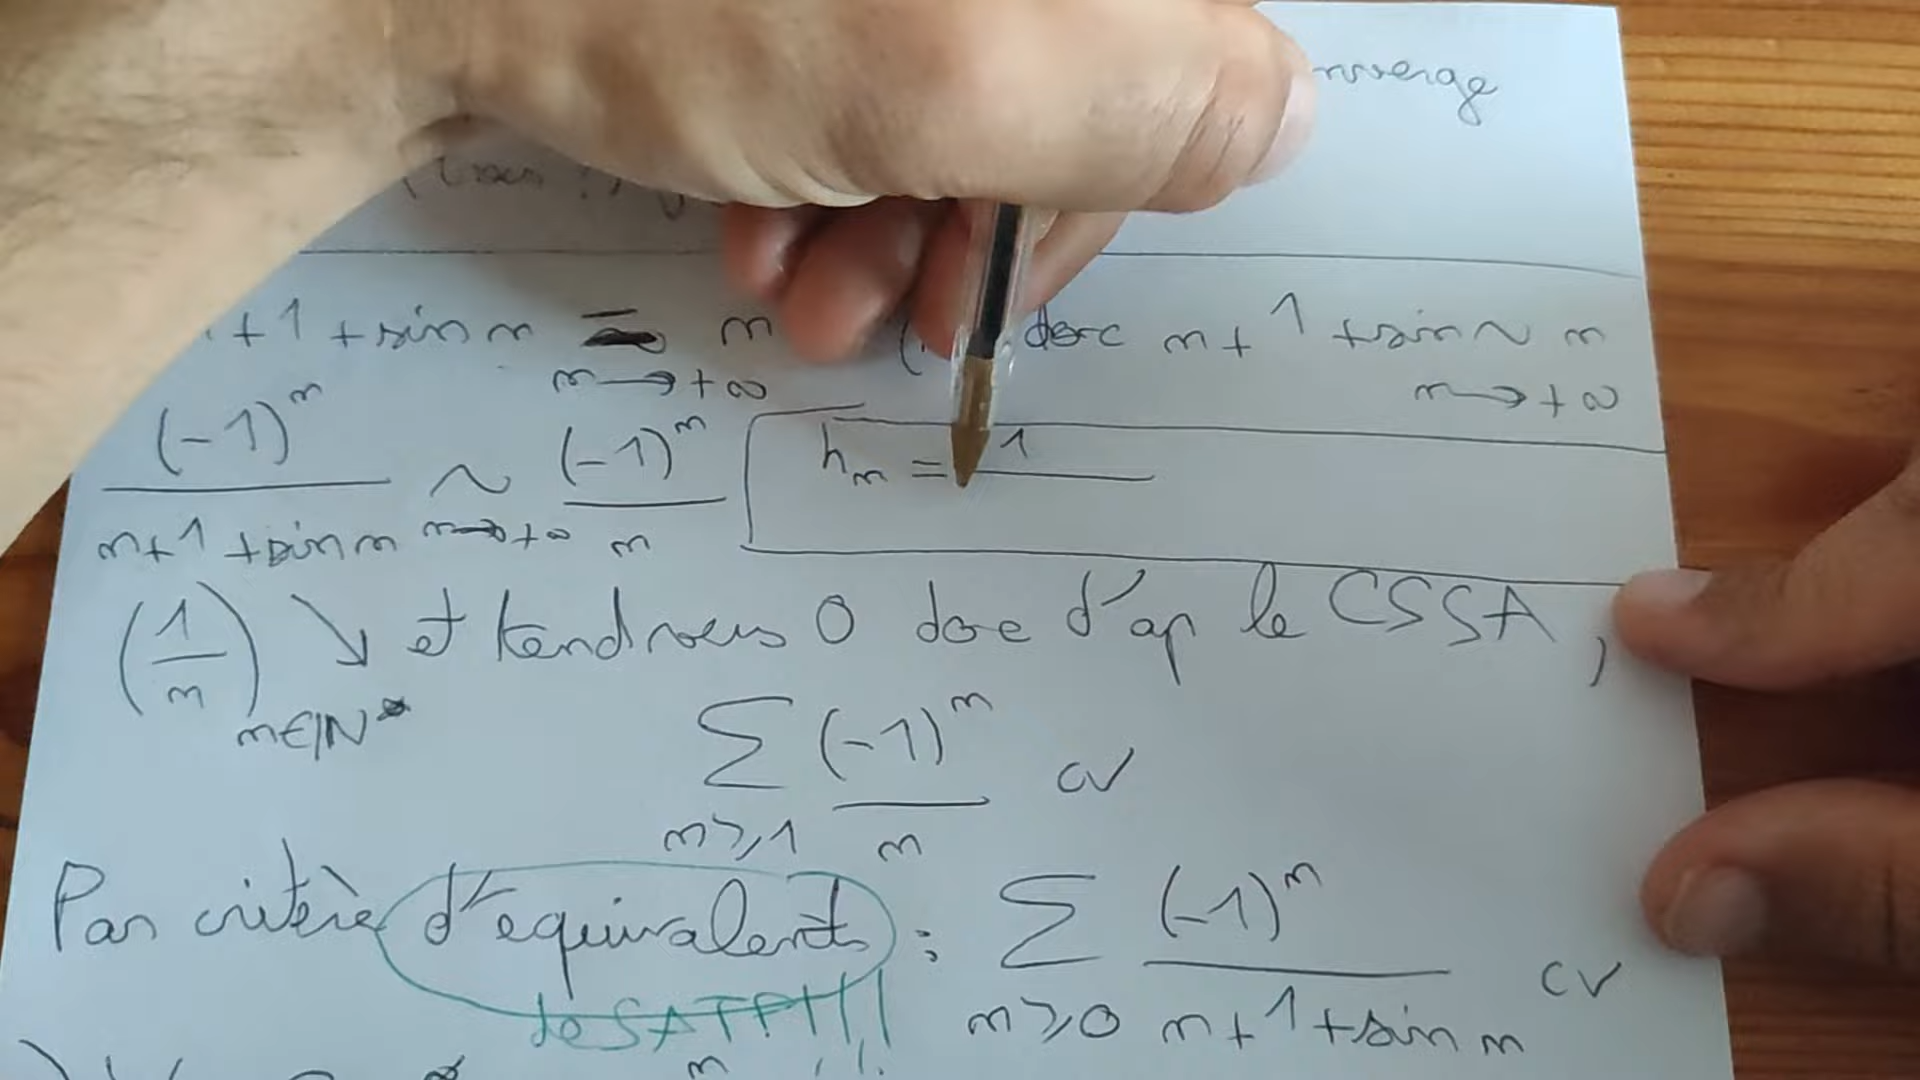 +1 + sin n = n donc n+1 + sin ~ n
n → +∞ n → +∞
(-1)^n / (n+1 + sin n) ~ n → +∞ (-1)^n / n
h_n = 1
(1/n) n∈ℕ* ↘ et tend vers 0 donc d'ap le CSSA,
∑ n⩾1 (-1)^n / n cv
Par critère d'équivalents : ∑ n⩾0 (-1)^n / (n+1 + sin n) cv
de SATP!!!